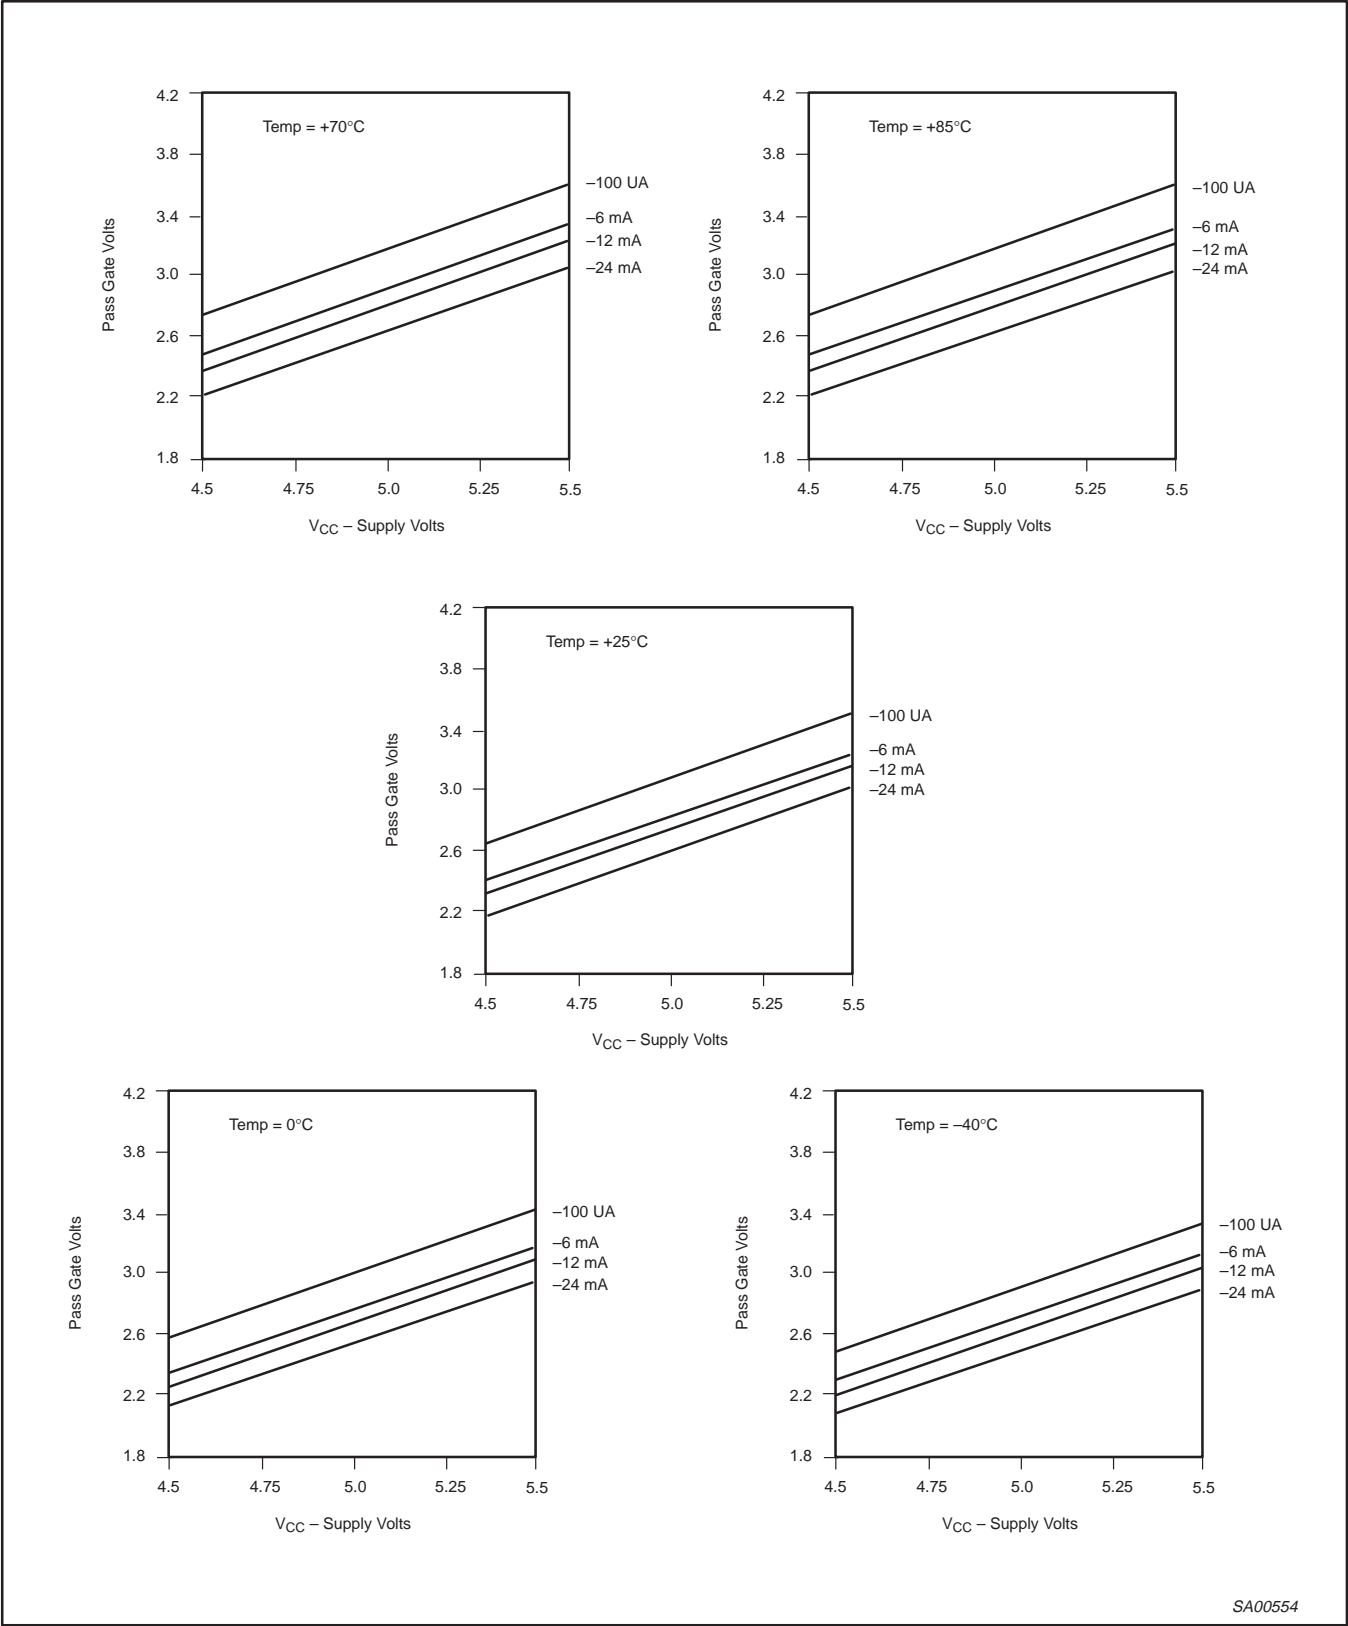 Temp = +70°C
4.2
3.8
3.4
3.0
2.6
2.2
1.8
Pass Gate Volts
–100 UA
–6 mA
–12 mA
–24 mA
4.5 4.75 5.0 5.25 5.5
VCC – Supply Volts
Temp = +85°C
4.2
3.8
3.4
3.0
2.6
2.2
1.8
Pass Gate Volts
–100 UA
–6 mA
–12 mA
–24 mA
4.5 4.75 5.0 5.25 5.5
VCC – Supply Volts
Temp = +25°C
4.2
3.8
3.4
3.0
2.6
2.2
1.8
Pass Gate Volts
–100 UA
–6 mA
–12 mA
–24 mA
4.5 4.75 5.0 5.25 5.5
VCC – Supply Volts
Temp = 0°C
4.2
3.8
3.4
3.0
2.6
2.2
1.8
Pass Gate Volts
–100 UA
–6 mA
–12 mA
–24 mA
4.5 4.75 5.0 5.25 5.5
VCC – Supply Volts
Temp = –40°C
4.2
3.8
3.4
3.0
2.6
2.2
1.8
Pass Gate Volts
–100 UA
–6 mA
–12 mA
–24 mA
4.5 4.75 5.0 5.25 5.5
VCC – Supply Volts
SA00554